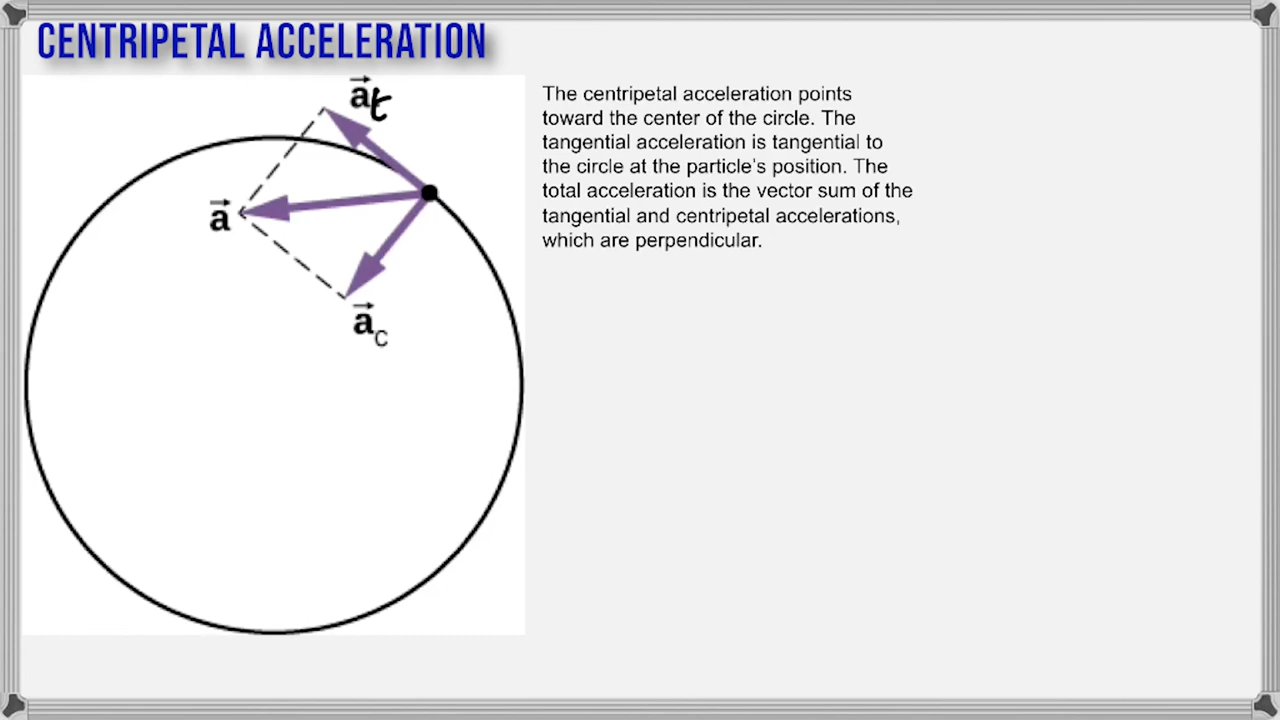 CENTRIPETAL ACCELERATION
a⃗t
a⃗
a⃗c
The centripetal acceleration points
toward the center of the circle. The
tangential acceleration is tangential to
the circle at the particle's position. The
total acceleration is the vector sum of the
tangential and centripetal accelerations,
which are perpendicular.